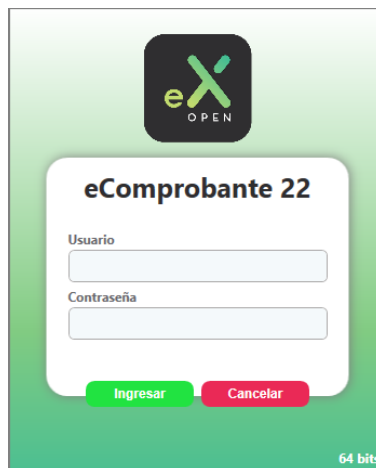 eX
OPEN
eComprobante 22
Usuario
Contraseña
Ingresar Cancelar
64 bits